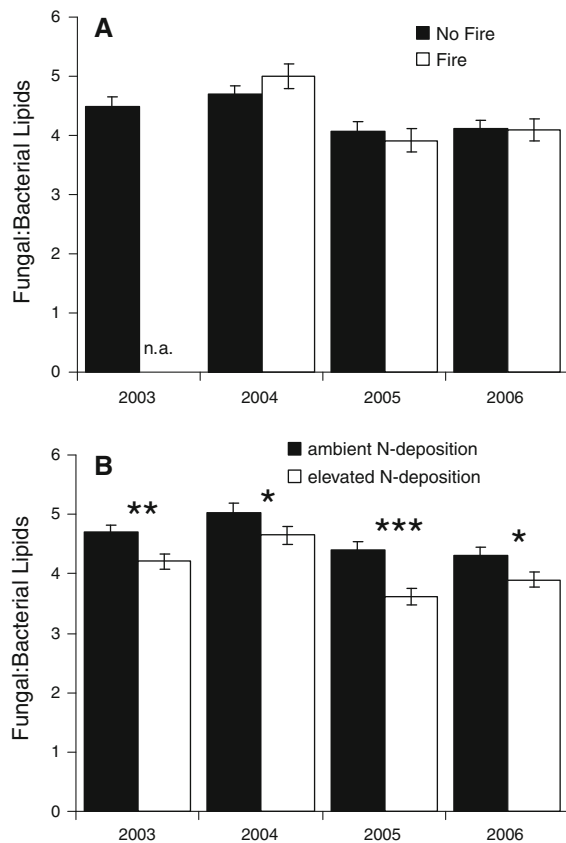 A
No Fire
Fire
Fungal:Bacterial Lipids
6
5
4
3
2
1
0
n.a.
2003 2004 2005 2006
B
ambient N-deposition
elevated N-deposition
Fungal:Bacterial Lipids
6
5
4
3
2
1
0
** * *** *
2003 2004 2005 2006